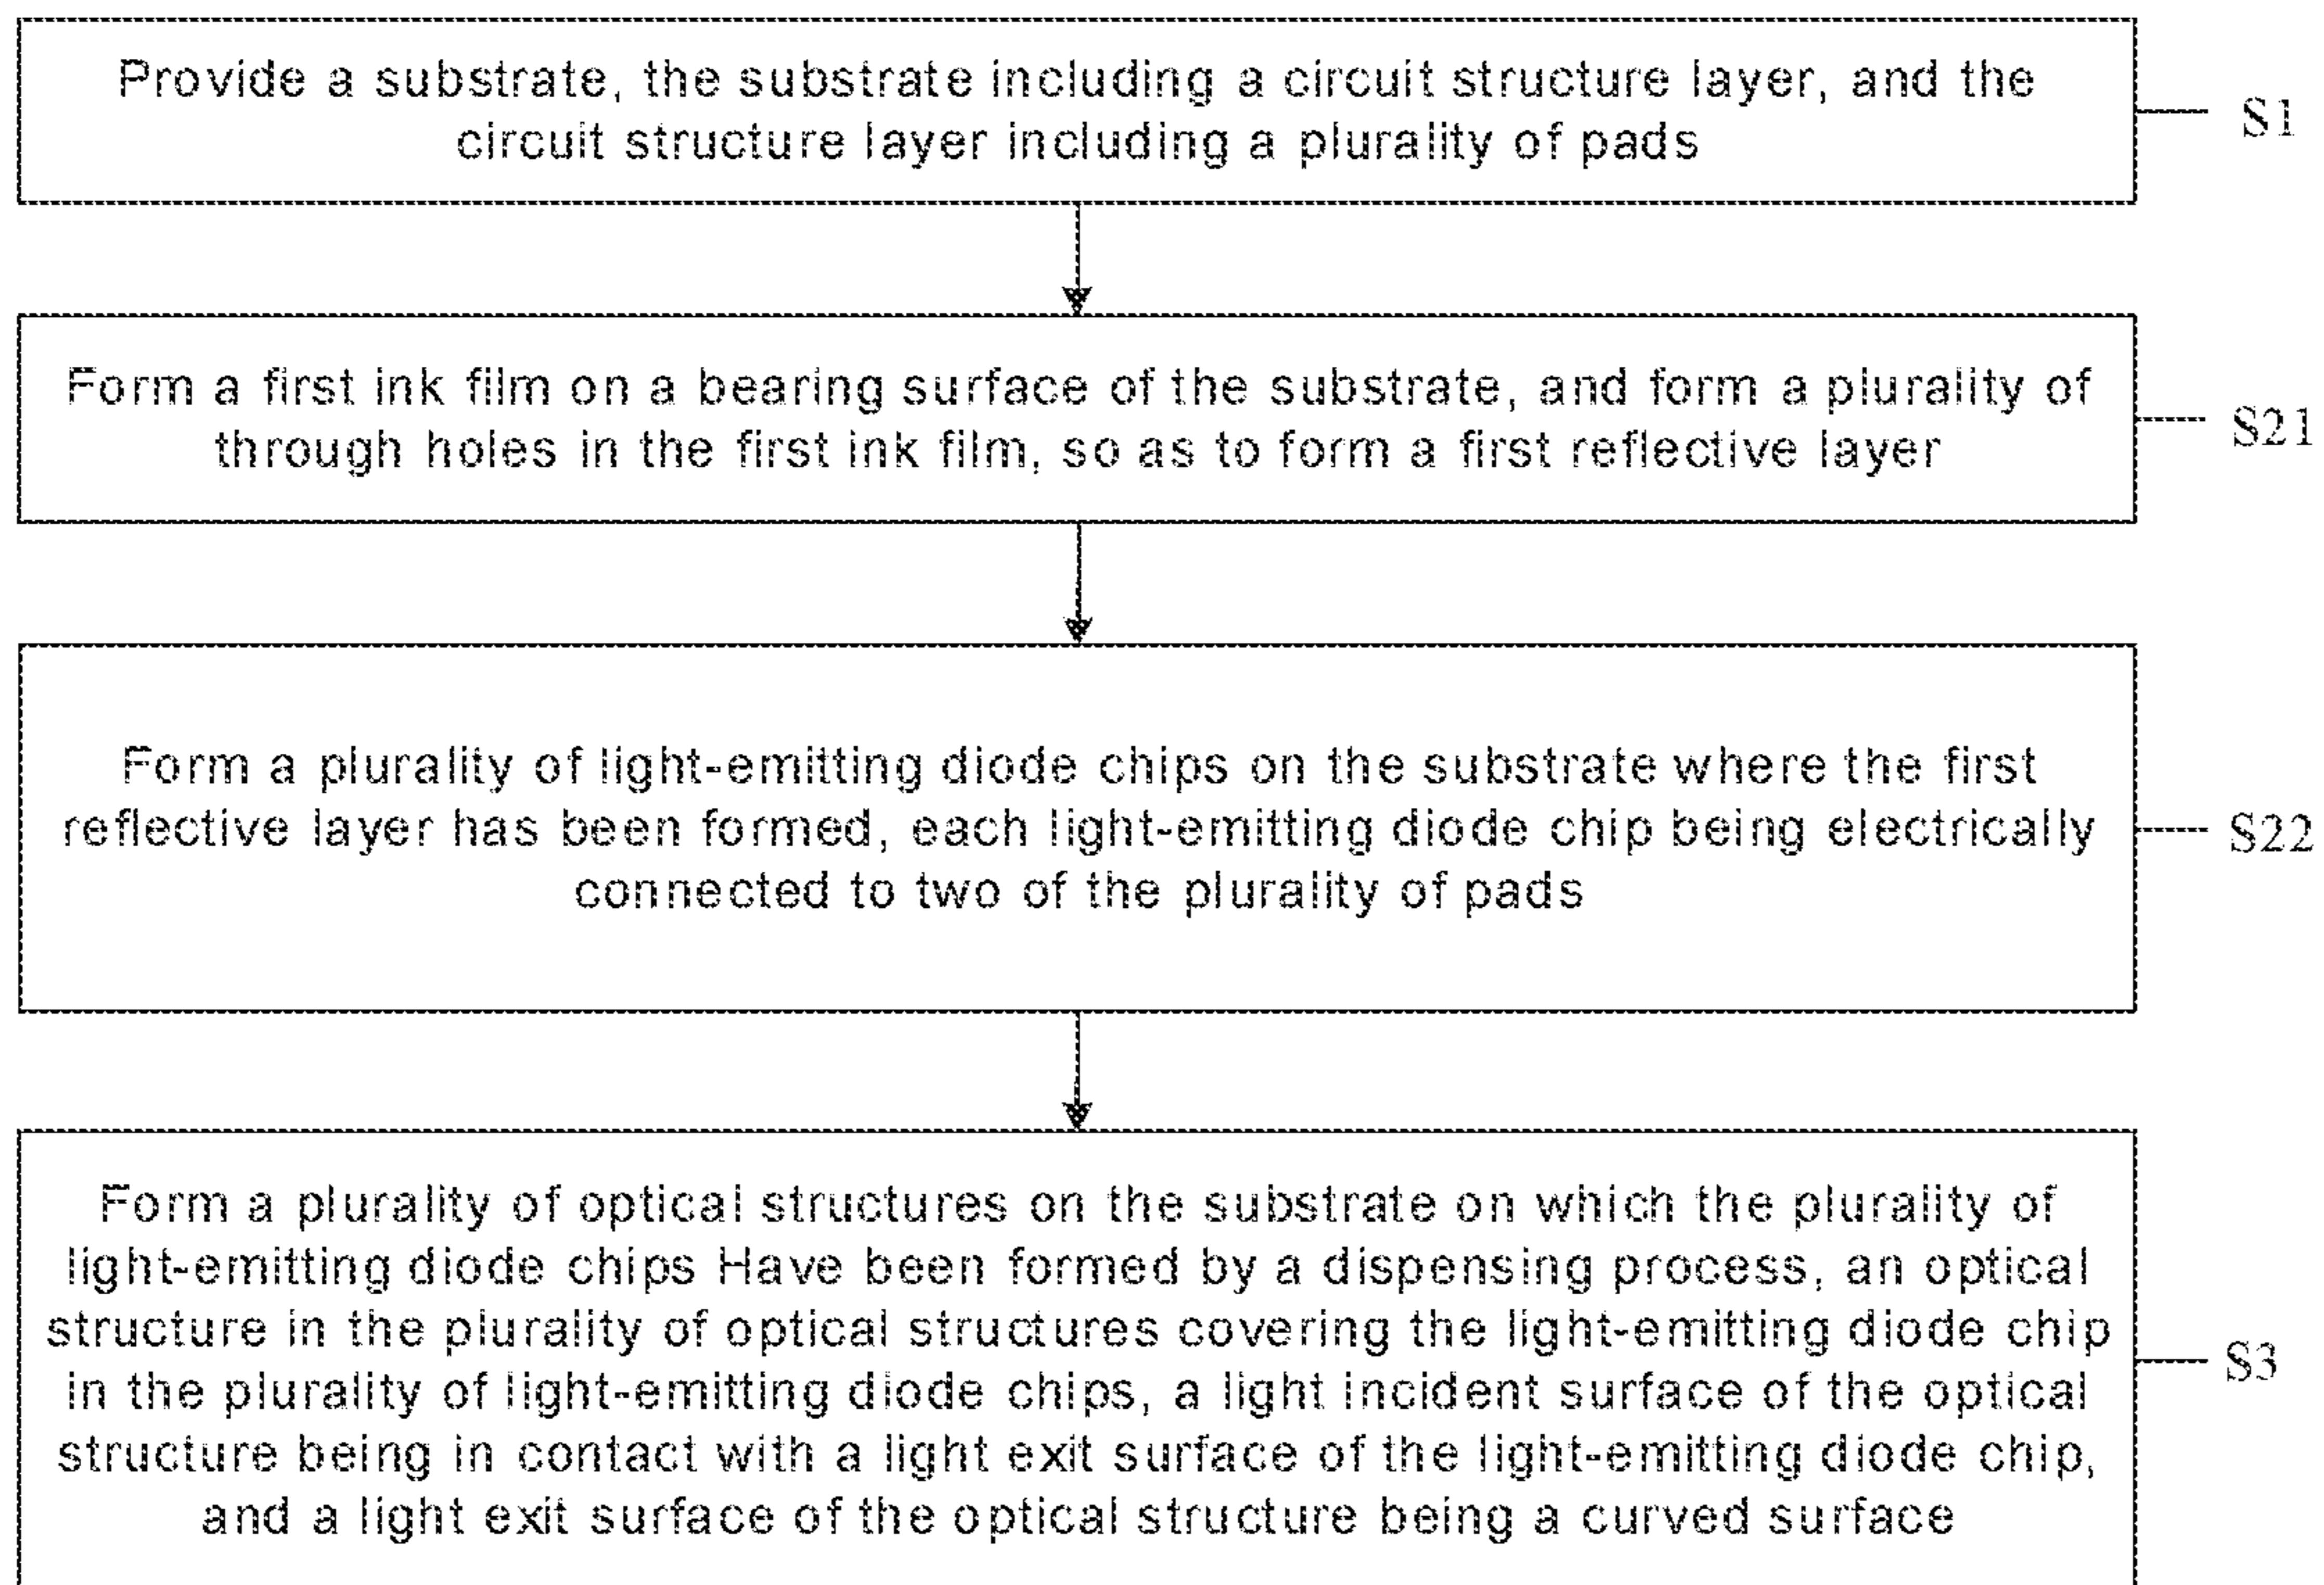 Provide a substrate, the substrate including a circuit structure layer, and the
circuit structure layer including a plurality of pads
S1
Form a first ink film on a bearing surface of the substrate, and form a plurality of
through holes in the first ink film, so as to form a first reflective layer
S21
Form a plurality of light-emitting diode chips on the substrate where the first
reflective layer has been formed, each light-emitting diode chip being electrically
connected to two of the plurality of pads
S22
Form a plurality of optical structures on the substrate on which the plurality of
light-emitting diode chips Have been formed by a dispensing process, an optical
structure in the plurality of optical structures covering the light-emitting diode chip
in the plurality of light-emitting diode chips, a light incident surface of the optical
structure being in contact with a light exit surface of the light-emitting diode chip,
and a light exit surface of the optical structure being a curved surface
S3